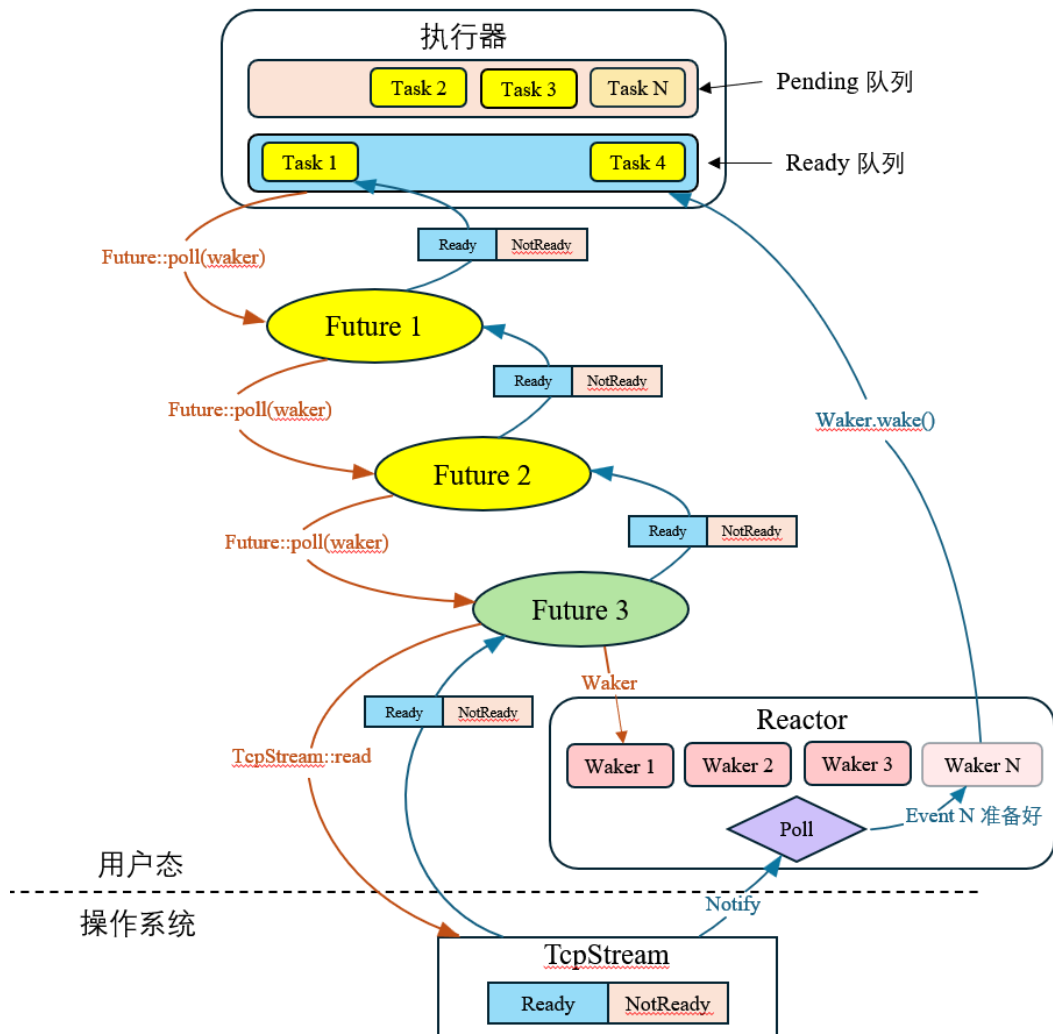 执行器
Task 2
Task 3
Task N
Pending 队列
Task 1
Task 4
Ready 队列
Ready
NotReady
Future::poll(waker)
Future 1
Ready
NotReady
Future::poll(waker)
Waker.wake()
Future 2
Ready
NotReady
Future::poll(waker)
Future 3
Waker
Ready
NotReady
Reactor
TcpStream::read
Waker 1
Waker 2
Waker 3
Waker N
Event N 准备好
Poll
用户态
Notify
操作系统
TcpStream
Ready
NotReady